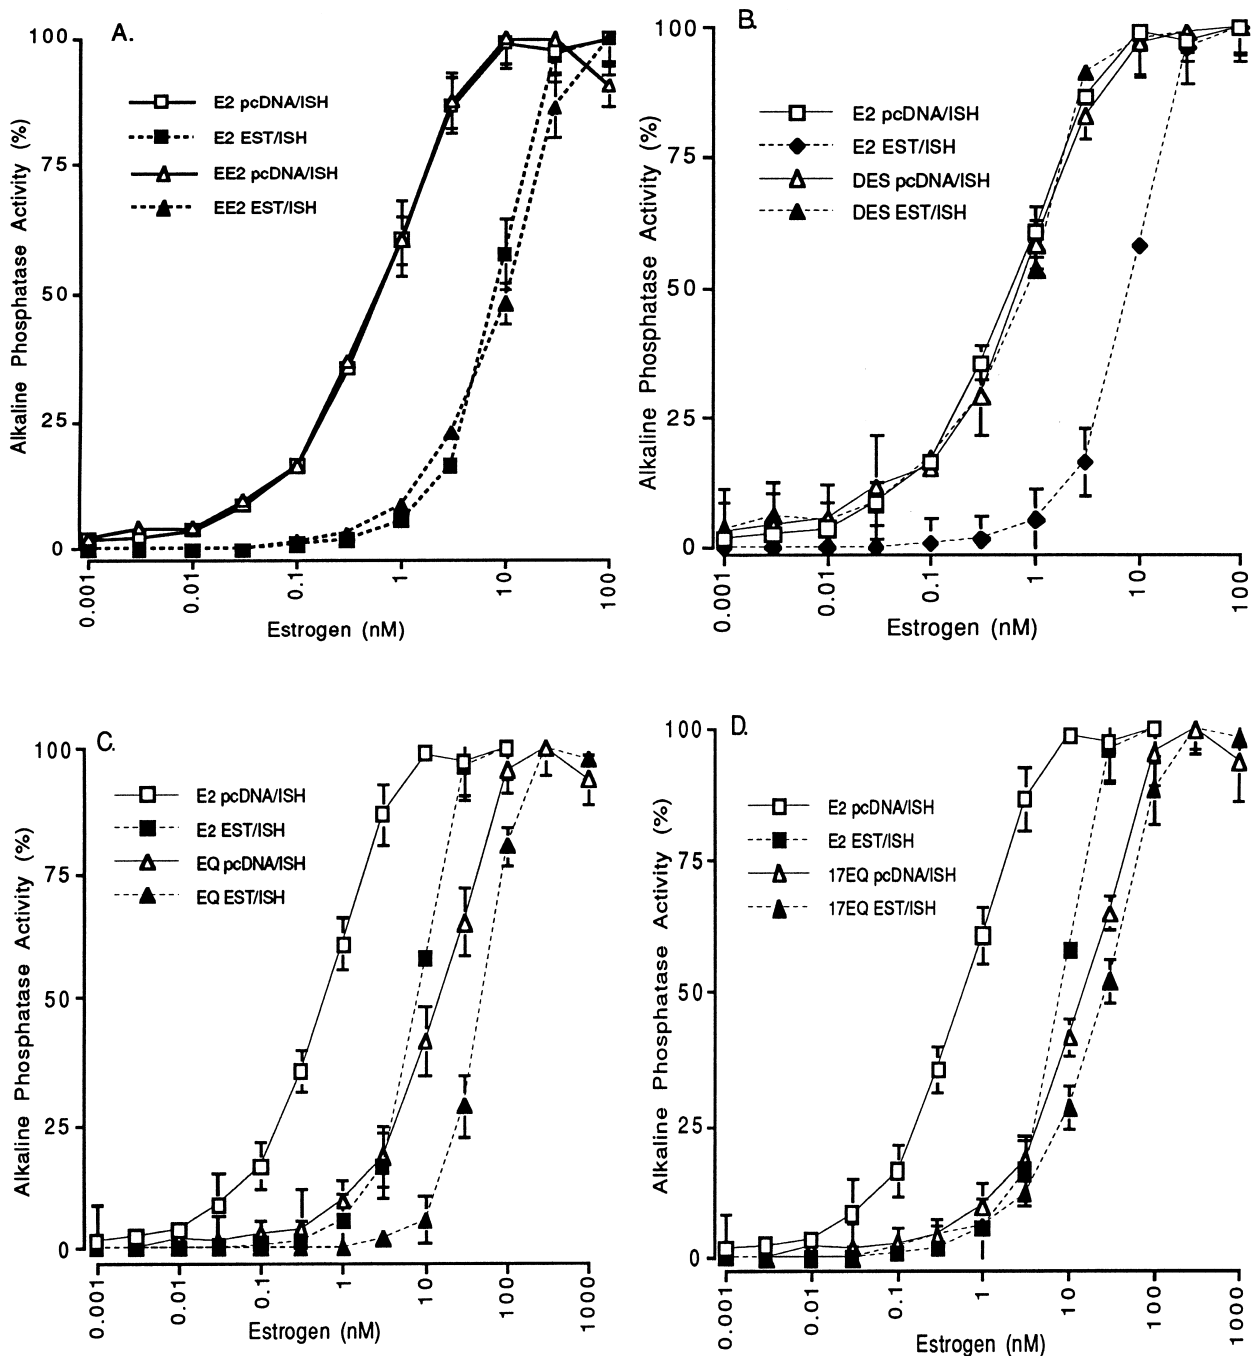 A.
Alkaline Phosphatase Activity (%)
100
75
50
25
0
E2 pcDNA/ISH
E2 EST/ISH
EE2 pcDNA/ISH
EE2 EST/ISH
0.001
0.01
0.1
1
10
100
Estrogen (nM)
B.
Alkaline Phosphatase Activity (%)
100
75
50
25
0
E2 pcDNA/ISH
E2 EST/ISH
DES pcDNA/ISH
DES EST/ISH
0.001
0.01
0.1
1
10
100
Estrogen (nM)
C.
Alkaline Phosphatase Activity (%)
100
75
50
25
0
E2 pcDNA/ISH
E2 EST/ISH
EQ pcDNA/ISH
EQ EST/ISH
0.001
0.01
0.1
1
10
100
1000
Estrogen (nM)
D.
Alkaline Phosphatase Activity (%)
100
75
50
25
0
E2 pcDNA/ISH
E2 EST/ISH
17EQ pcDNA/ISH
17EQ EST/ISH
0.001
0.01
0.1
1
10
100
1000
Estrogen (nM)